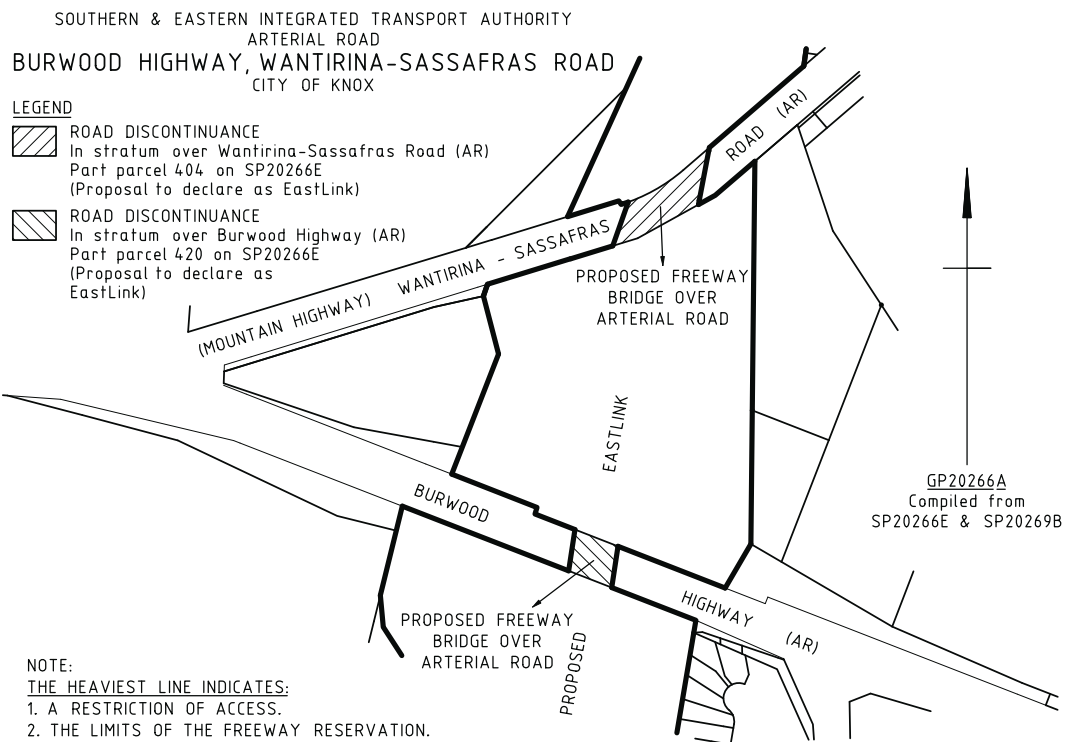 SOUTHERN & EASTERN INTEGRATED TRANSPORT AUTHORITY
ARTERIAL ROAD
BURWOOD HIGHWAY, WANTIRINA-SASSAFRAS ROAD
CITY OF KNOX
LEGEND
ROAD DISCONTINUANCE
In stratum over Wantirina-Sassafras Road (AR)
Part parcel 404 on SP20266E
(Proposal to declare as EastLink)
ROAD DISCONTINUANCE
In stratum over Burwood Highway (AR)
Part parcel 420 on SP20266E
(Proposal to declare as
EastLink)
(MOUNTAIN HIGHWAY) WANTIRINA - SASSAFRAS
ROAD (AR)
PROPOSED FREEWAY
BRIDGE OVER
ARTERIAL ROAD
EASTLINK
GP20266A
Compiled from
SP20266E & SP20269B
BURWOOD
HIGHWAY (AR)
PROPOSED FREEWAY
BRIDGE OVER
ARTERIAL ROAD
PROPOSED
NOTE:
THE HEAVIEST LINE INDICATES:
1. A RESTRICTION OF ACCESS.
2. THE LIMITS OF THE FREEWAY RESERVATION.